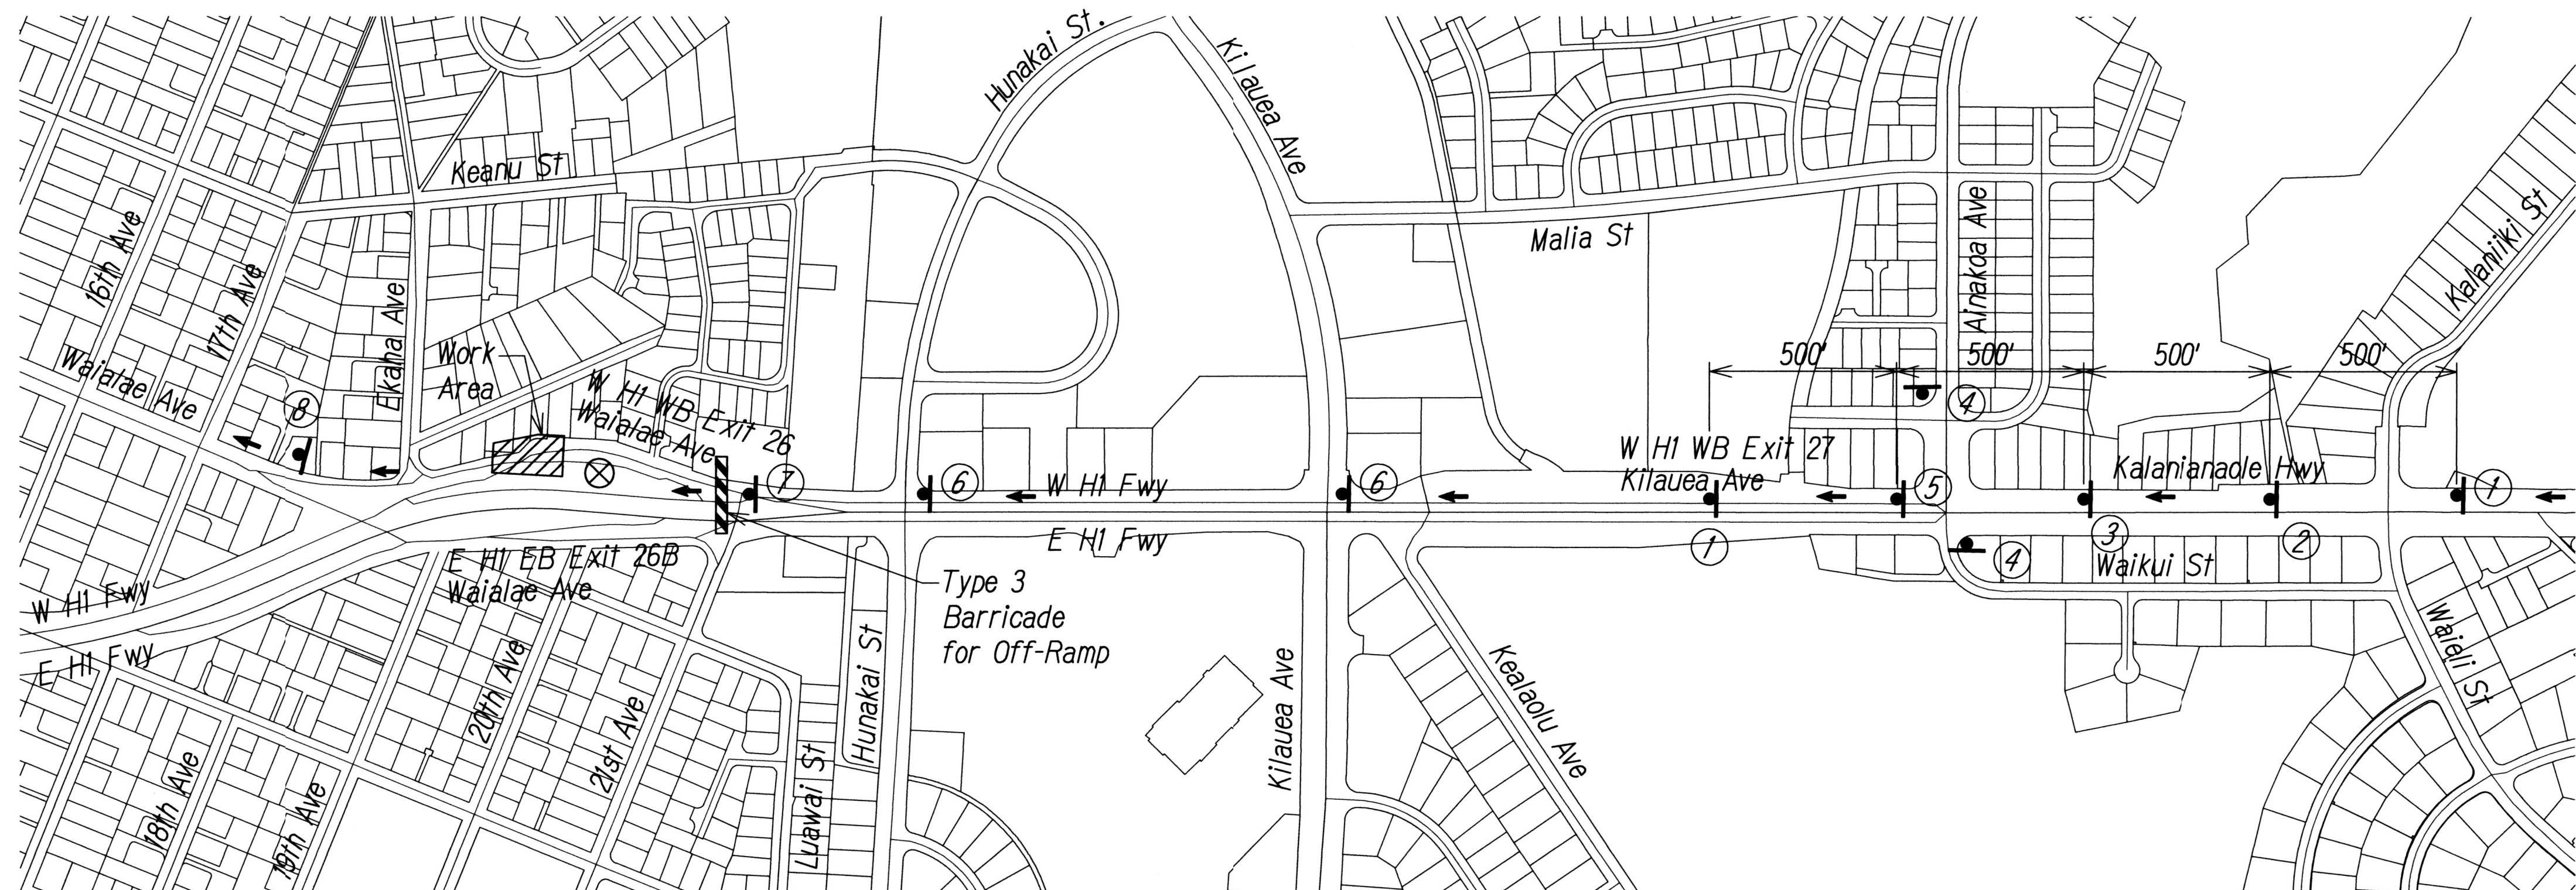 Hunakai St.
Kilauea Ave
Keanu St
16th Ave
17th Ave
Ekaha Ave
Malia St
Ainakoa Ave
Kalaniiki St
Waialae Ave
8
Work
Area
W H1 WB Exit 26
Waialae Ave
500'
500'
500'
500'
4
W H1 WB Exit 27
Kilauea Ave
Kalanianaole Hwy
7
6
W H1 Fwy
6
5
1
E H1 Fwy
1
3
2
4
Waikui St
E H1 EB Exit 26B
Waialae Ave
W H1 Fwy
E H1 Fwy
Type 3
Barricade
for Off-Ramp
18th Ave
19th Ave
20th Ave
21st Ave
Luawai St
Hunakai St
Kilauea Ave
Kealaolu Ave
Waieli St